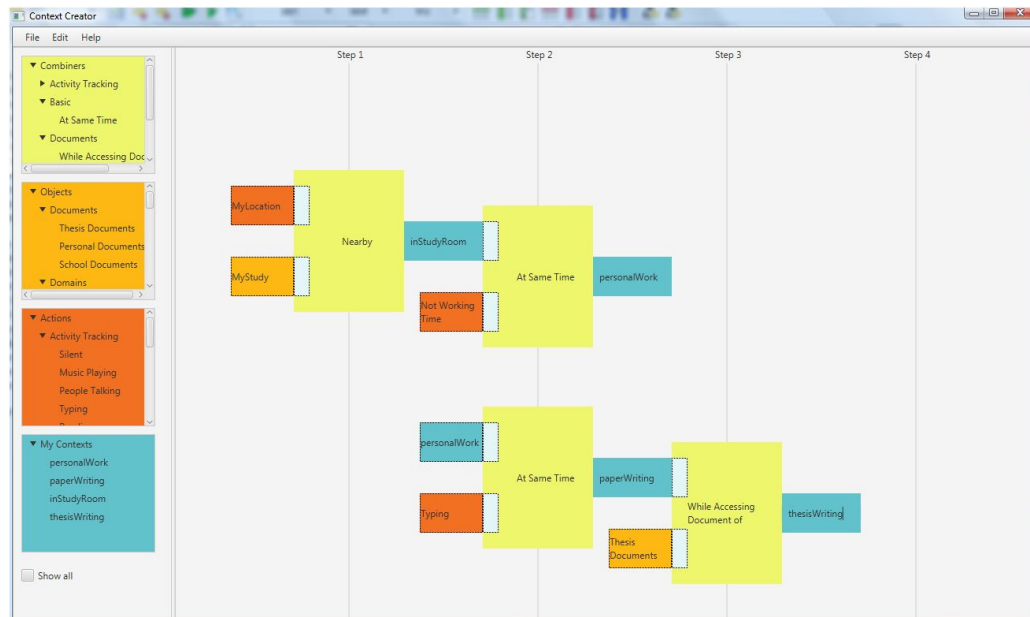 Context Creator
File Edit Help
Combiners
Activity Tracking
Basic
At Same Time
Documents
While Accessing Doc
Objects
Documents
Thesis Documents
Personal Documents
School Documents
Domains
Actions
Activity Tracking
Silent
Music Playing
People Talking
Typing
My Contexts
personalWork
paperWriting
inStudyRoom
thesisWriting
Show all
Step 1 Step 2 Step 3 Step 4
MyLocation
Nearby
inStudyRoom
MyStudy
At Same Time
personalWork
Not Working
Time
personalWork
At Same Time
paperWriting
Typing
While Accessing
Document of
thesisWriting
Thesis
Documents